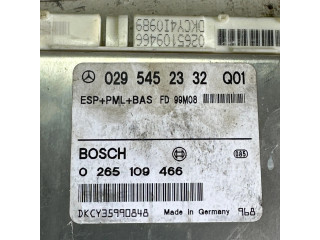 DKCY4I0989
0265109466
029 545 23 32 Q01
ESP+PML+BAS FD 99M08
BOSCH
0 265 109 466
DKCY35990848 Made in Germany 968